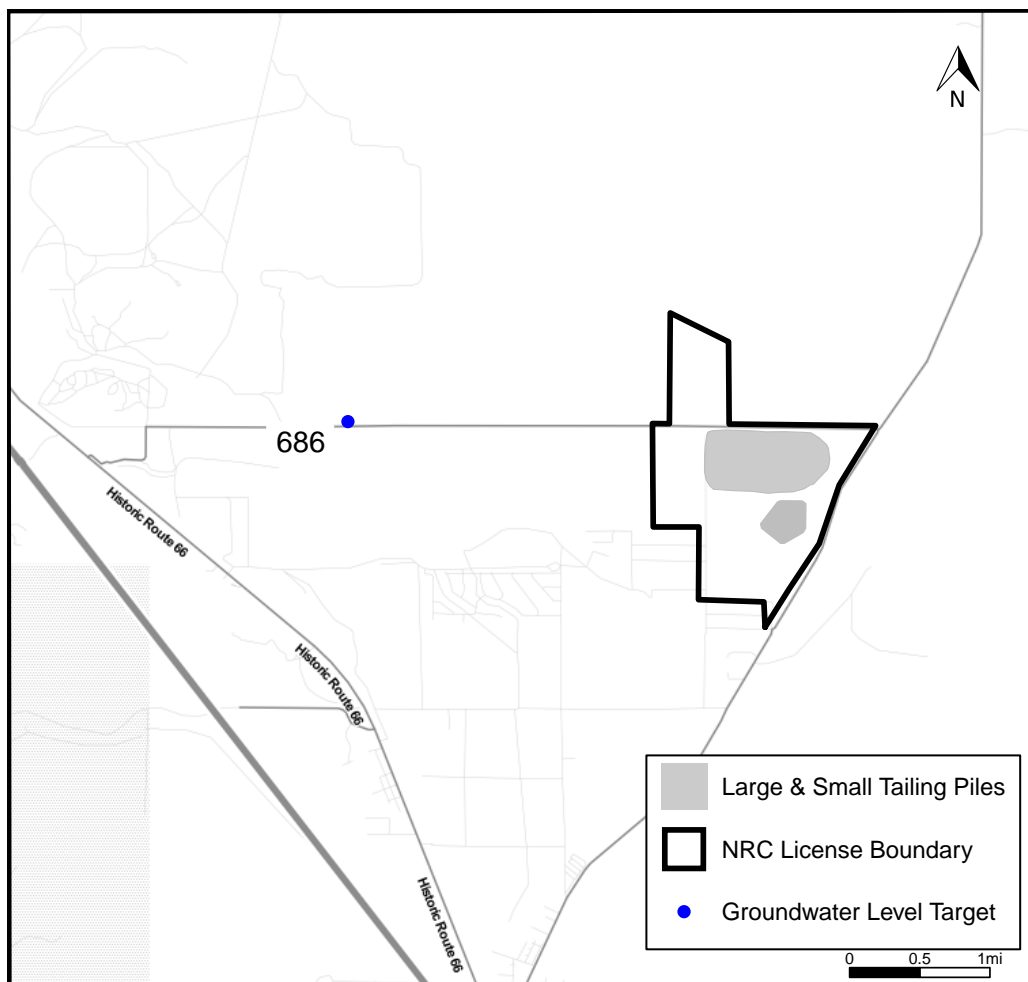 N
686
Historic Route 66
Historic Route 66
Historic Route 66
Large & Small Tailing Piles
NRC License Boundary
Groundwater Level Target
0 0.5 1mi